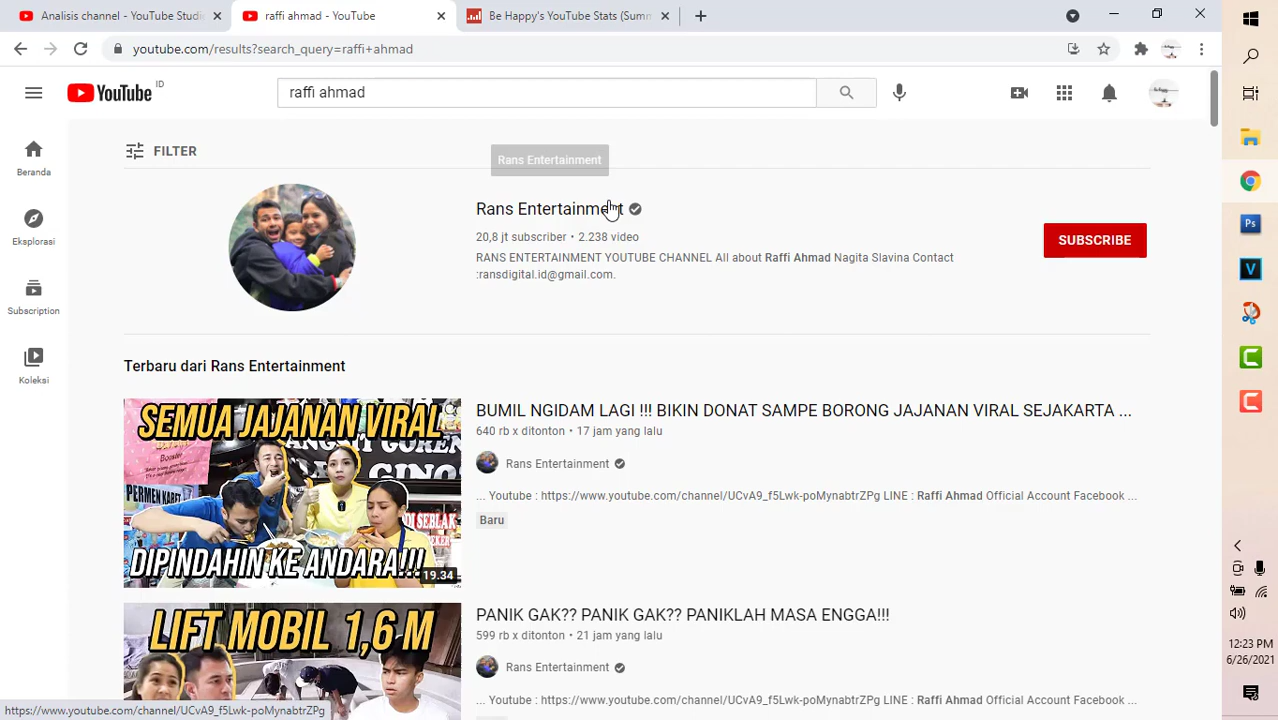 Analisis channel - YouTube Studi
raffi ahmad - YouTube
Be Happy's YouTube Stats (Summ
youtube.com/results?search_query=raffi+ahmad
YouTube ID
raffi ahmad
FILTER
Rans Entertainment
Beranda
Eksplorasi
Subscription
Koleksi
Rans Entertainment
20,8 jt subscriber • 2.238 video
RANS ENTERTAINMENT YOUTUBE CHANNEL All about Raffi Ahmad Nagita Slavina Contact
:ransdigital.id@gmail.com.
SUBSCRIBE
Terbaru dari Rans Entertainment
SEMUA JAJANAN VIRAL
PERMEN KARET
DIPINDAHIN KE ANDARA!!!
19.34
BUMIL NGIDAM LAGI !!! BIKIN DONAT SAMPE BORONG JAJANAN VIRAL SEJAKARTA ...
640 rb x ditonton • 17 jam yang lalu
Rans Entertainment
... Youtube : https://www.youtube.com/channel/UCvA9_f5Lwk-poMynabtrZPg LINE : Raffi Ahmad Official Account Facebook ...
Baru
LIFT MOBIL 1,6 M
PANIK GAK?? PANIK GAK?? PANIKLAH MASA ENGGA!!!
599 rb x ditonton • 21 jam yang lalu
Rans Entertainment
... Youtube : https://www.youtube.com/channel/UCvA9_f5Lwk-poMynabtrZPg LINE : Raffi Ahmad Official Account Facebook ...
https://www.youtube.com/channel/UCvA9_f5Lwk-poMynabtrZPg
Ps
V
12:23 PM
6/26/2021